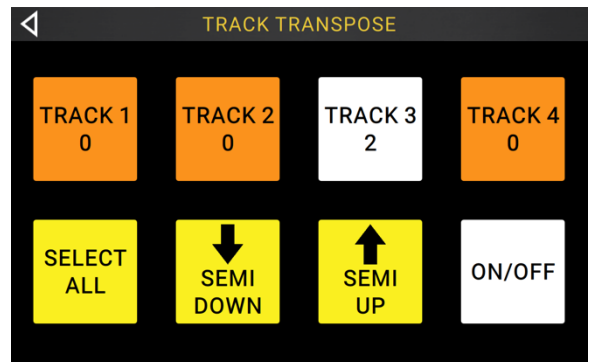 TRACK TRANSPOSE
TRACK 1
0
TRACK 2
0
TRACK 3
2
TRACK 4
0
SELECT
ALL
SEMI
DOWN
SEMI
UP
ON/OFF